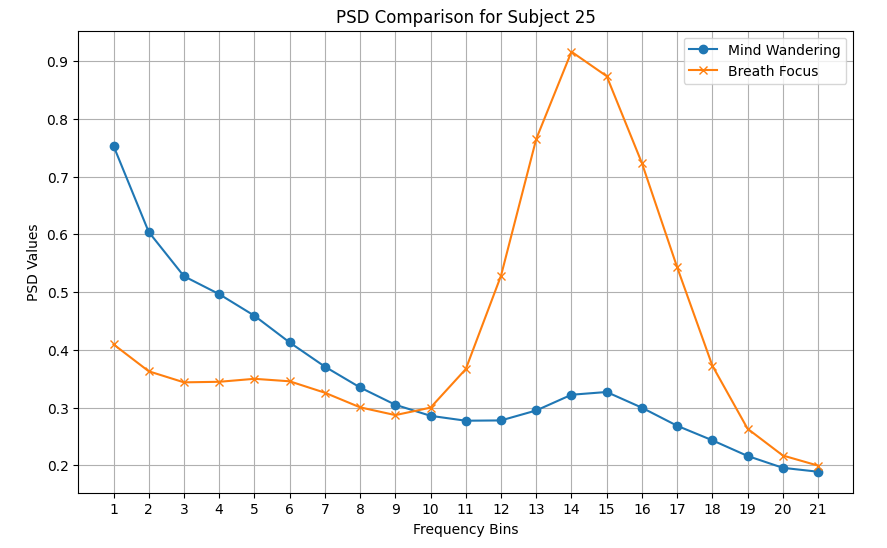 PSD Comparison for Subject 25
Mind Wandering
Breath Focus
PSD Values
0.9
0.8
0.7
0.6
0.5
0.4
0.3
0.2
1 2 3 4 5 6 7 8 9 10 11 12 13 14 15 16 17 18 19 20 21
Frequency Bins